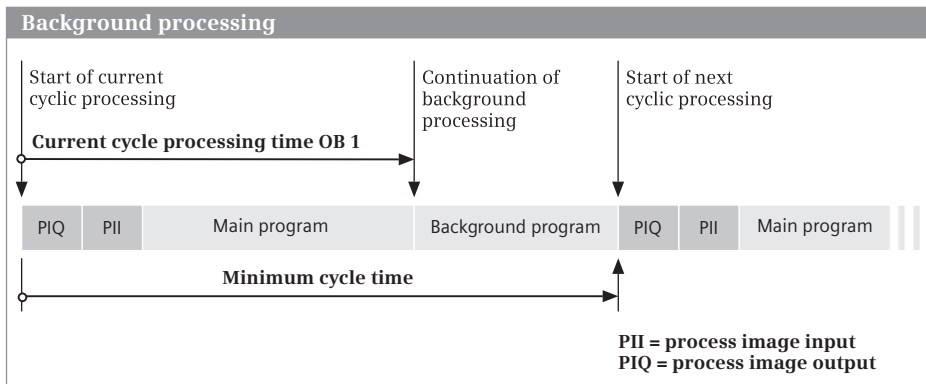 Background processing
Start of current
cyclic processing
Continuation of
background
processing
Start of next
cyclic processing
Current cycle processing time OB 1
PIQ
PII
Main program
Background program
PIQ
PII
Main program
Minimum cycle time
PII = process image input
PIQ = process image output